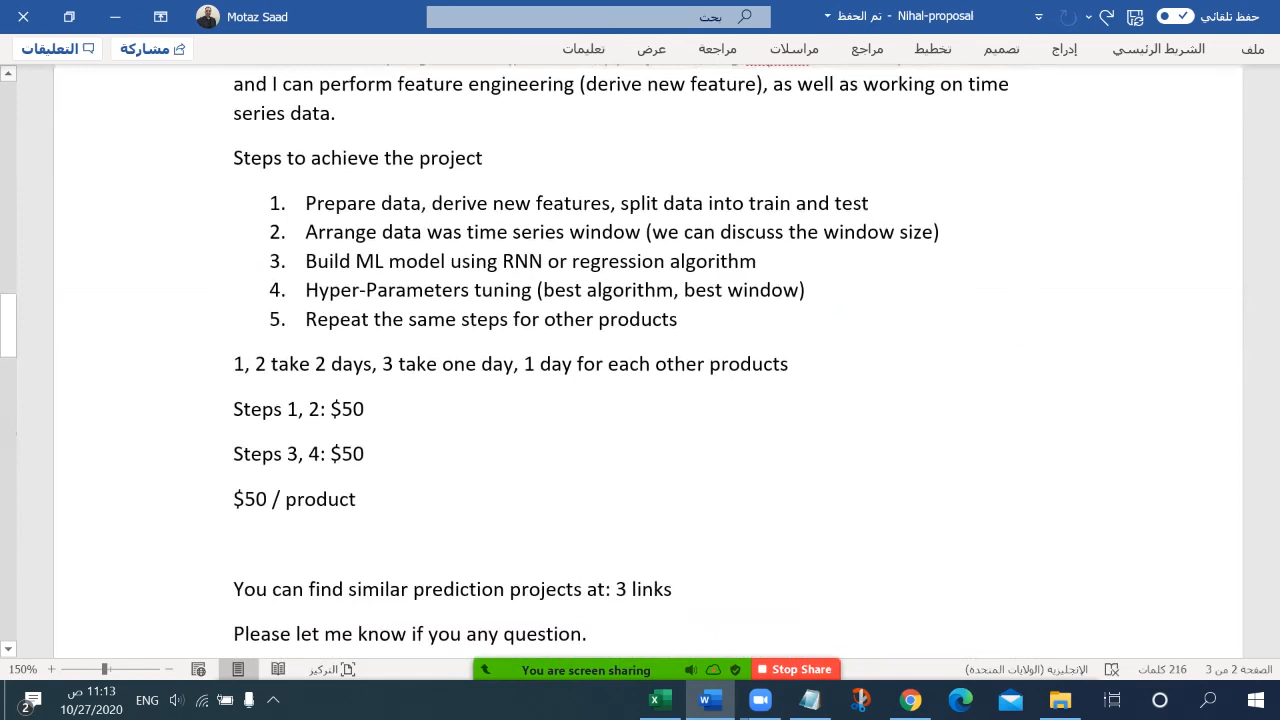 Motaz Saad
بحث
Nihal-proposal - تم الحفظ
حفظ تلقائي
ملف
الشريط الرئيسي
إدراج
تصميم
تخطيط
مراجع
مراسلات
مراجعة
عرض
تعليمات
مشاركة
التعليقات
and I can perform feature engineering (derive new feature), as well as working on time
series data.
Steps to achieve the project
1. Prepare data, derive new features, split data into train and test
2. Arrange data was time series window (we can discuss the window size)
3. Build ML model using RNN or regression algorithm
4. Hyper-Parameters tuning (best algorithm, best window)
5. Repeat the same steps for other products
1, 2 take 2 days, 3 take one day, 1 day for each other products
Steps 1, 2: $50
Steps 3, 4: $50
$50 / product
You can find similar prediction projects at: 3 links
Please let me know if you any question.
الصفحة 2 من 3
216 كلمات
الإنجليزية (الولايات المتحدة)
You are screen sharing
Stop Share
التركيز
150%
11:13 ص
10/27/2020
ENG
2